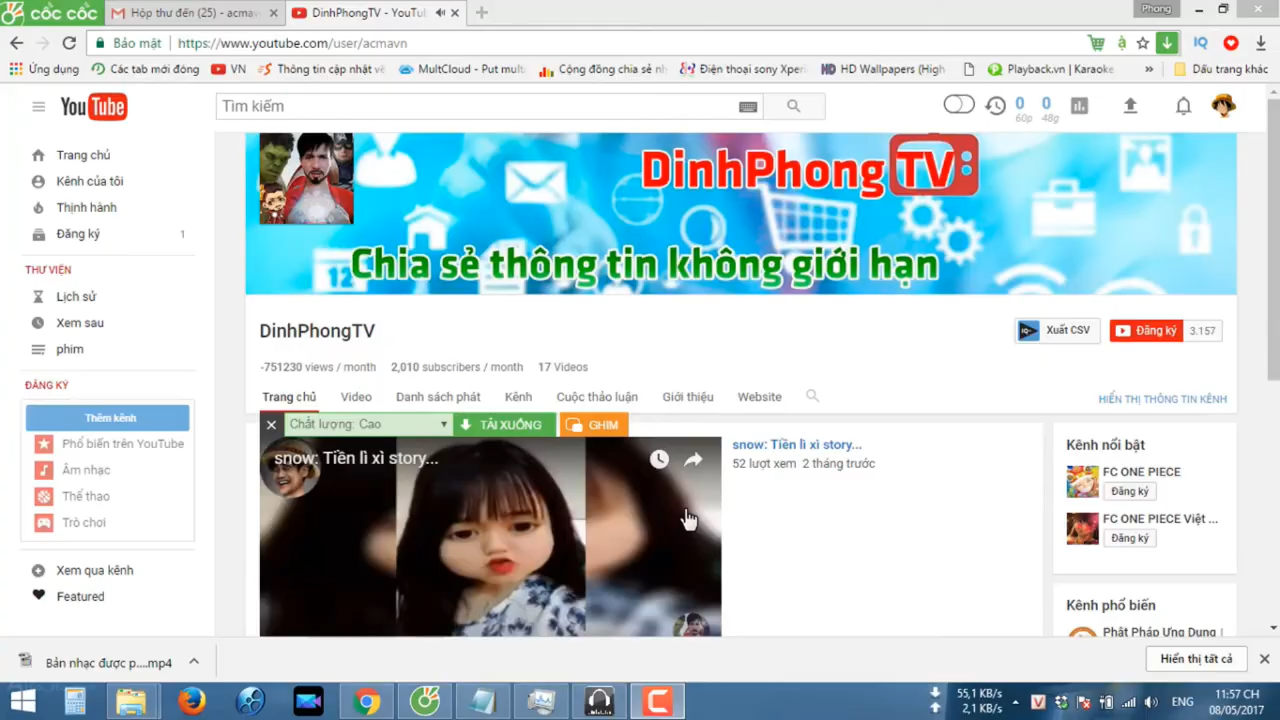 cốc cốc
Hộp thư đến (25) - acmav
DinhPhongTV - YouTu
Phong
Bảo mật
https://www.youtube.com/user/acmavn
Ứng dụng
Các tab mới đóng
VN
Thông tin cập nhật về
MultCloud - Put mult
Cộng đồng chia sẻ nh
Điện thoại sony Xperi
HD Wallpapers (High
Playback.vn | Karaoke
»
Dấu trang khác
YouTube
Tìm kiếm
0 0
60p 48g
Trang chủ
Kênh của tôi
Thịnh hành
Đăng ký 1
THƯ VIỆN
Lịch sử
Xem sau
phim
ĐĂNG KÝ
Thêm kênh
Phổ biến trên YouTube
Âm nhạc
Thể thao
Trò chơi
Xem qua kênh
Featured
DinhPhong TV
Chia sẻ thông tin không giới hạn
DinhPhongTV
Xuất CSV
Đăng ký 3.157
-751230 views / month 2,010 subscribers / month 17 Videos
Trang chủ Video Danh sách phát Kênh Cuộc thảo luận Giới thiệu Website
HIỂN THỊ THÔNG TIN KÊNH
Chất lượng: Cao
TẢI XUỐNG
GHIM
snow: Tiền lì xì story...
snow: Tiền lì xì story...
52 lượt xem 2 tháng trước
Kênh nổi bật
FC ONE PIECE
Đăng ký
FC ONE PIECE Việt ...
Đăng ký
Kênh phổ biến
Phật Pháp Ứng Dụng |
Bản nhạc được p....mp4
Hiển thị tất cả
55,1 KB/s
2,1 KB/s
ENG
11:57 CH
08/05/2017